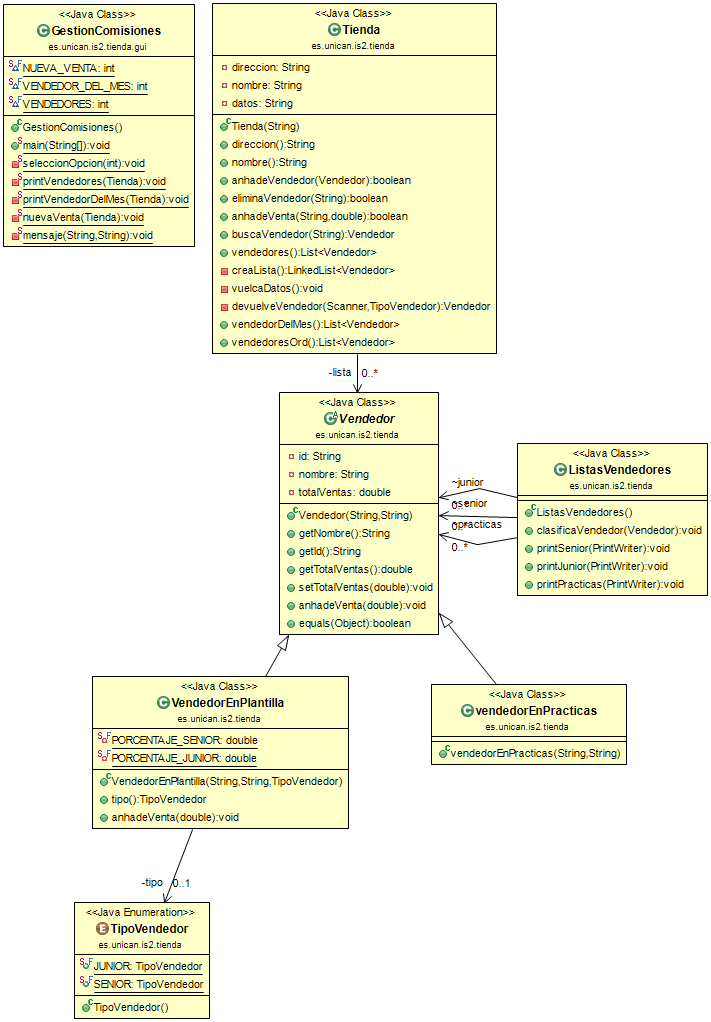 <<Java Class>>
GestionComisiones
es.unican.is2.tienda.gui
NUEVA_VENTA: int
VENDEDOR_DEL_MES: int
VENDEDORES: int
GestionComisiones()
main(String[]):void
seleccionOpcion(int):void
printVendedores(Tienda):void
printVendedorDelMes(Tienda):void
nuevaVenta(Tienda):void
mensaje(String,String):void
<<Java Class>>
Tienda
es.unican.is2.tienda
direccion: String
nombre: String
datos: String
Tienda(String)
direccion():String
nombre():String
anhadeVendedor(Vendedor):boolean
eliminaVendedor(String):boolean
anhadeVenta(String,double):boolean
buscaVendedor(String):Vendedor
vendedores():List<Vendedor>
creaLista():LinkedList<Vendedor>
vuelcaDatos():void
devuelveVendedor(Scanner,TipoVendedor):Vendedor
vendedorDelMes():List<Vendedor>
vendedoresOrd():List<Vendedor>
-lista 0..*
<<Java Class>>
Vendedor
es.unican.is2.tienda
id: String
nombre: String
totalVentas: double
Vendedor(String,String)
getNombre():String
getId():String
getTotalVentas():double
setTotalVentas(double):void
anhadeVenta(double):void
equals(Object):boolean
~junior
0..*
<<Java Class>>
ListasVendedores
es.unican.is2.tienda
ListasVendedores()
clasificaVendedor(Vendedor):void
printSenior(PrintWriter):void
printJunior(PrintWriter):void
printPracticas(PrintWriter):void
<<Java Class>>
VendedorEnPlantilla
es.unican.is2.tienda
PORCENTAJE_SENIOR: double
PORCENTAJE_JUNIOR: double
VendedorEnPlantilla(String,String,TipoVendedor)
tipo():TipoVendedor
anhadeVenta(double):void
<<Java Class>>
vendedorEnPracticas
es.unican.is2.tienda
vendedorEnPracticas(String,String)
-tipo 0..1
<<Java Enumeration>>
TipoVendedor
es.unican.is2.tienda
JUNIOR: TipoVendedor
SENIOR: TipoVendedor
TipoVendedor()